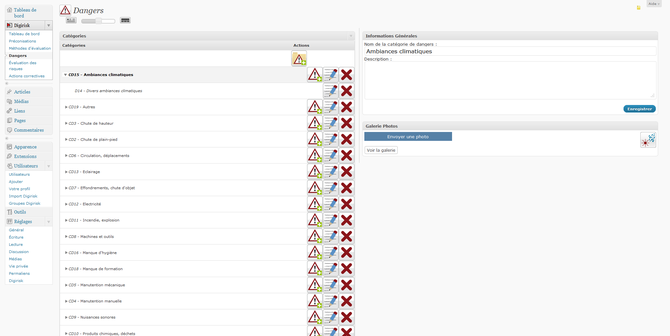 Aide
Tableau de
bord
Digirisk
Tableau de bord
Préconisations
Méthodes d'évaluation
Dangers
Évaluation des
risques
Actions correctives
Articles
Médias
Liens
Pages
Commentaires
Apparence
Extensions
Utilisateurs
Utilisateurs
Ajouter
Votre profil
Import Digirisk
Groupes Digirisk
Outils
Réglages
Général
Écriture
Lecture
Discussion
Médias
Vie privée
Permaliens
Digirisk
Dangers
Catégories
Catégories
Actions
CD15 - Ambiances climatiques
D14 - Divers ambiances climatiques
CD19 - Autres
CD3 - Chute de hauteur
CD2 - Chute de plain-pied
CD6 - Circulation, déplacements
CD13 - Eclairage
CD7 - Effondrements, chute d'objet
CD12 - Electricité
CD11 - Incendie, explosion
CD8 - Machines et outils
CD16 - Manque d'hygiène
CD18 - Manque de formation
CD5 - Manutention mécanique
CD4 - Manutention manuelle
CD9 - Nuisances sonores
CD10 - Produits chimiques, déchets
Informations Générales
Nom de la catégorie de dangers :
Ambiances climatiques
Description :
Enregistrer
Galerie Photos
Envoyer une photo
Voir la galerie